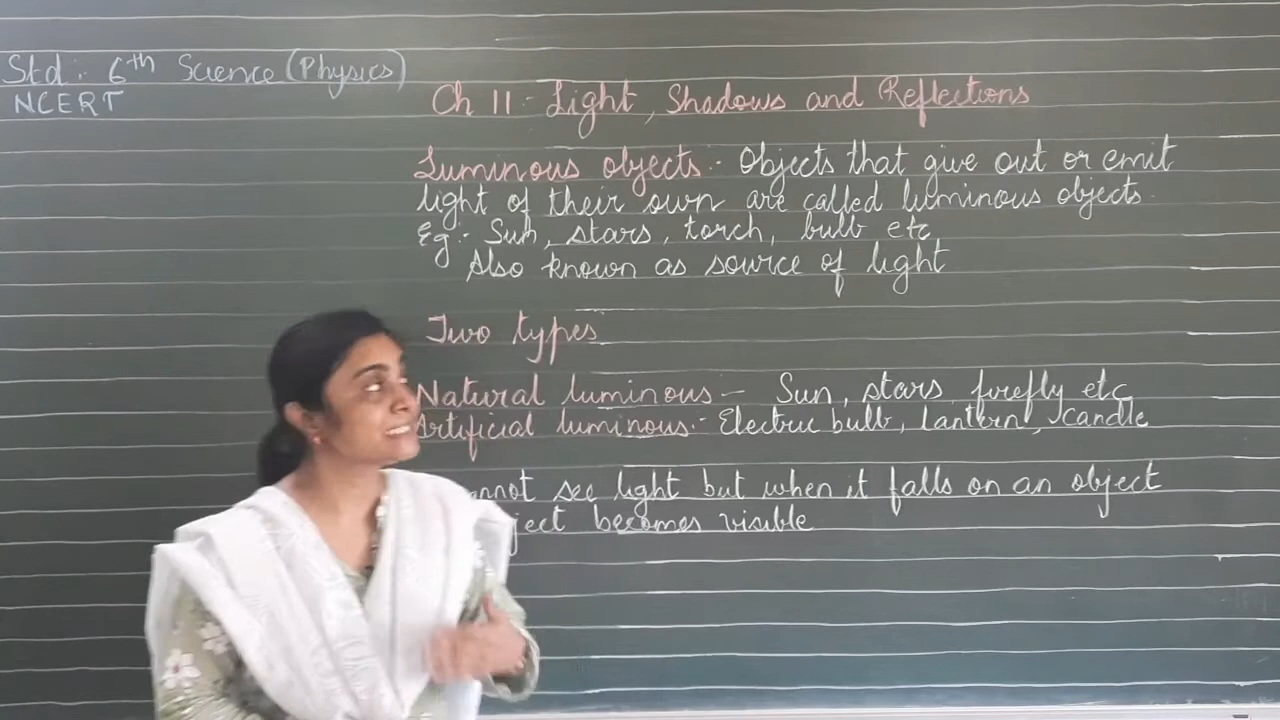 Std :- 6th Science (Physics)
NCERT
Ch 11 - Light, Shadows and Reflections
Luminous objects :- Objects that give out or emit
light of their own are called luminous objects.
Eg :- Sun, stars, torch, bulb etc
Also known as source of light
Two types
Natural luminous - Sun, stars, firefly etc
Artificial luminous :- Electric bulb, lantern, candle
see light but when it falls on an object
becomes visible